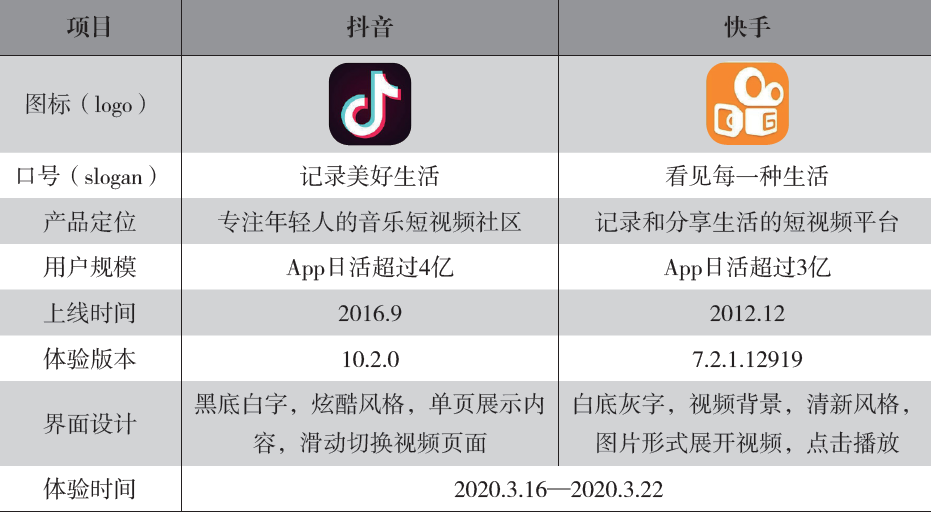 项目 抖音 快手
图标（logo）
口号（slogan） 记录美好生活 看见每一种生活
产品定位 专注年轻人的音乐短视频社区 记录和分享生活的短视频平台
用户规模 App日活超过4亿 App日活超过3亿
上线时间 2016.9 2012.12
体验版本 10.2.0 7.2.1.12919
界面设计 黑底白字，炫酷风格，单页展示内 白底灰字，视频背景，清新风格，
容，滑动切换视频页面 图片形式展开视频，点击播放
体验时间 2020.3.16—2020.3.22